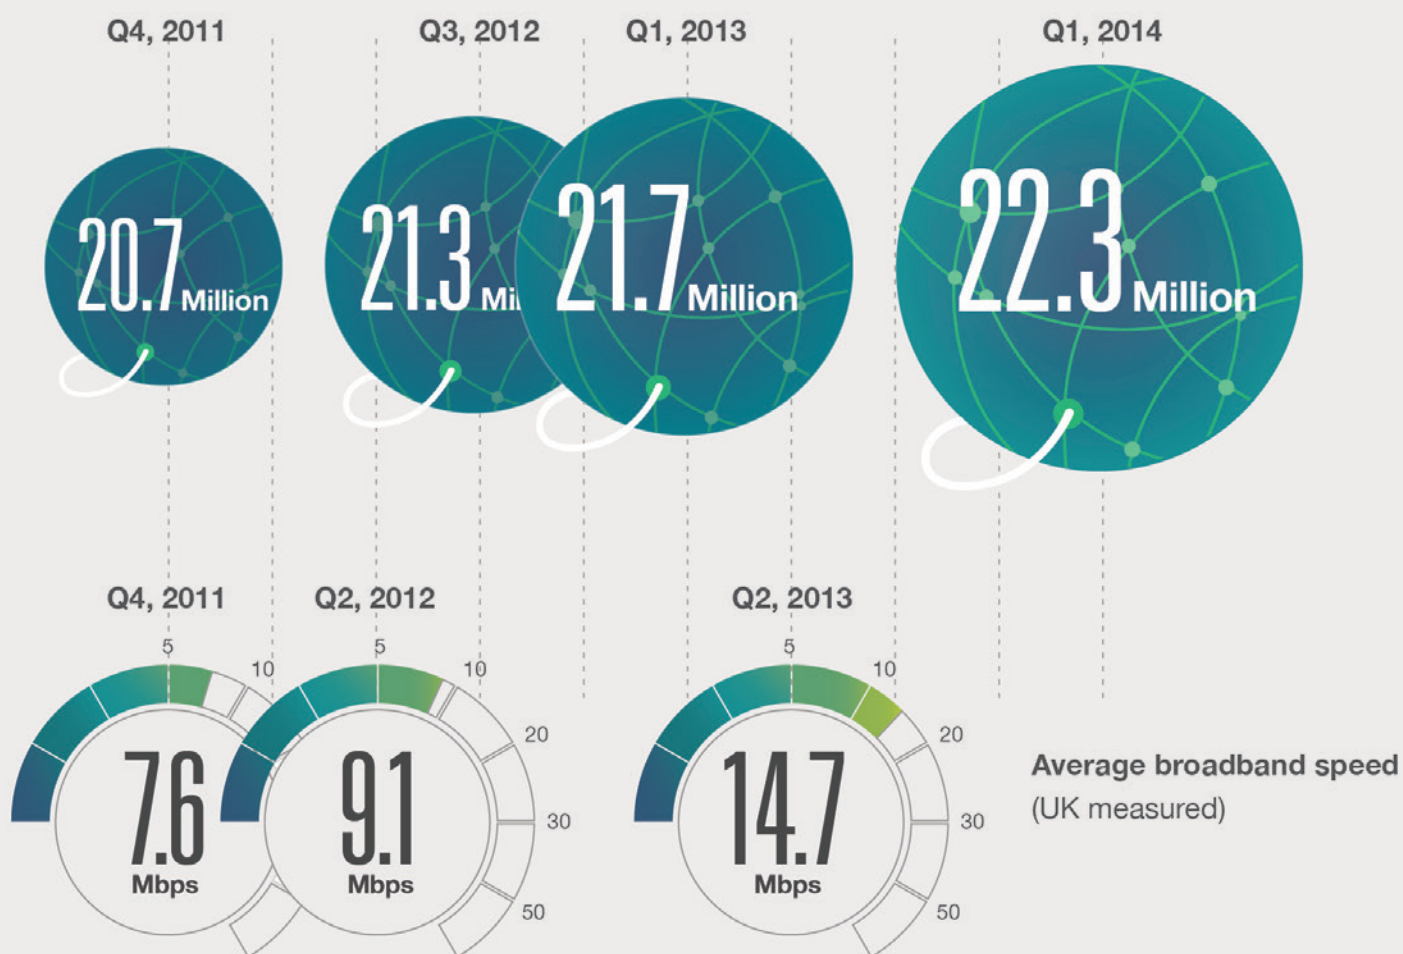 Q4, 2011
Q3, 2012
Q1, 2013
Q1, 2014
20.7 Million
21.3 Mil
21.7 Million
22.3 Million
Q4, 2011
Q2, 2012
Q2, 2013
5
10
5
10
20
30
50
5
10
20
30
50
7.6
Mbps
9.1
Mbps
14.7
Mbps
Average broadband speed
(UK measured)